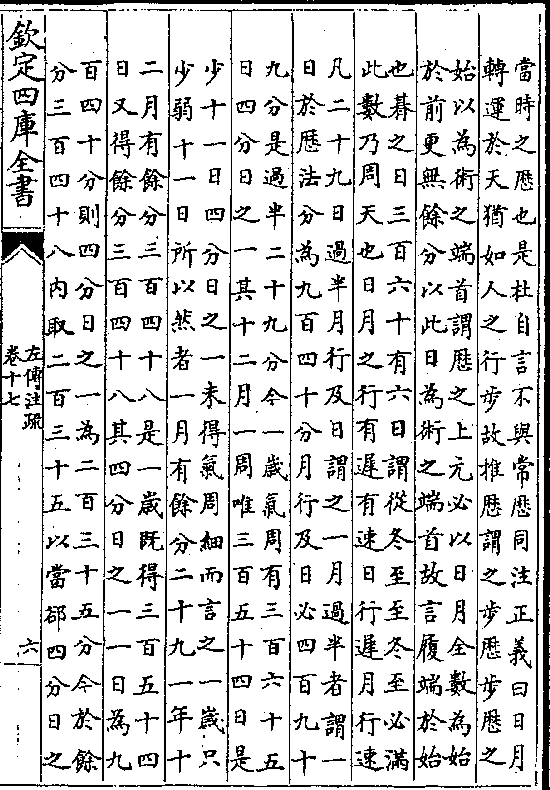 當時之歷也是杜自言不與常歷同注正義曰日月
轉運於天猶如人之行步故推歷謂之步歷步歷之
始以為術之端首謂歷之上元必以日月全數為始
於前更無餘分以此日為術之端首故言履端於始
也朞之日三百六十有六日謂從冬至至冬至必滿
此數乃周天也日月之行有遲有速日行遲月行速
凡二十九日過半月行及日謂之一月過半者謂一
日於歷法分為九百四十分月行及日必四百九十
九分是過半二十九分今一歲氣周有三百六十五
日四分日之一其十二月一周唯三百五十四日是
少十一日四分日之一未得氣周細而言之一歲只
少弱十一日所以然者一月有餘分二十九一年十
二月有餘分三百四十八是一歲既得三百五十四
日又得餘分三百四十八其四分日之一一日為九
百四十分則四分日之一為二百三十五分今於餘
分三百四十八內取二百三十五以當郤四分日之
欽定四庫全書
左傳注疏
卷十七
六